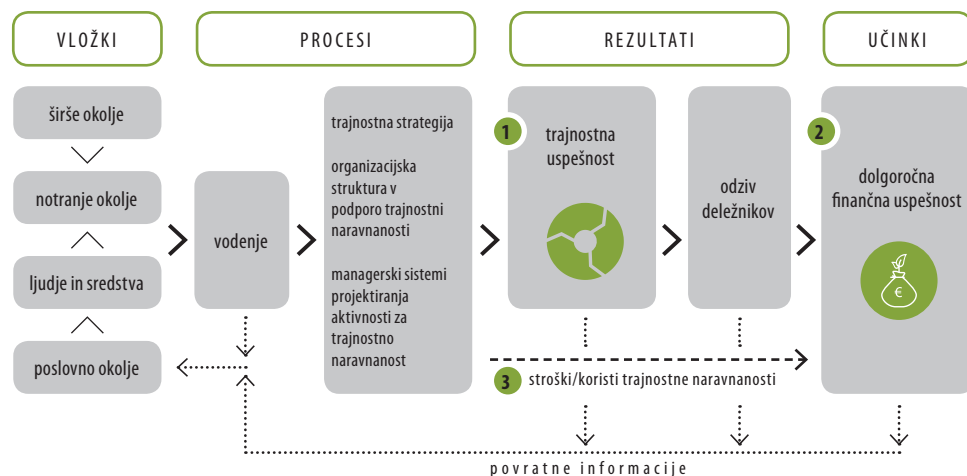 VLOŽKI
PROCESI
REZULTATI
UČINKI
širše okolje
notranje okolje
ljudje in sredstva
poslovno okolje
vodenje
trajnostna strategija
organizacijska
struktura v
podporo trajnostni
naravnanosti
managerski sistemi
projektiranja
aktivnosti za
trajnostno
naravnanost
1
trajnostna
uspešnost
odziv
deležnikov
2
dolgoročna
finančna uspešnost
€
3 stroški/koristi trajnostne naravnanosti
povratne informacije